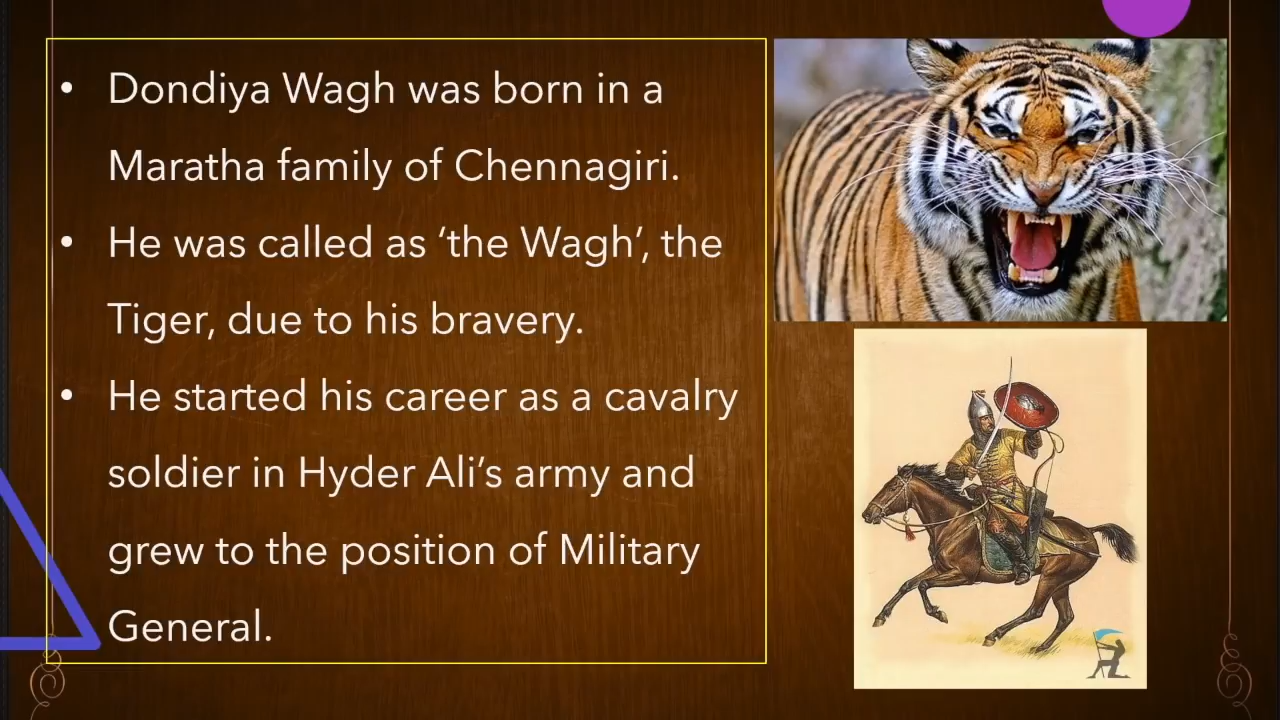 • Dondiya Wagh was born in a
Maratha family of Chennagiri.
• He was called as ‘the Wagh’, the
Tiger, due to his bravery.
• He started his career as a cavalry
soldier in Hyder Ali’s army and
grew to the position of Military
General.